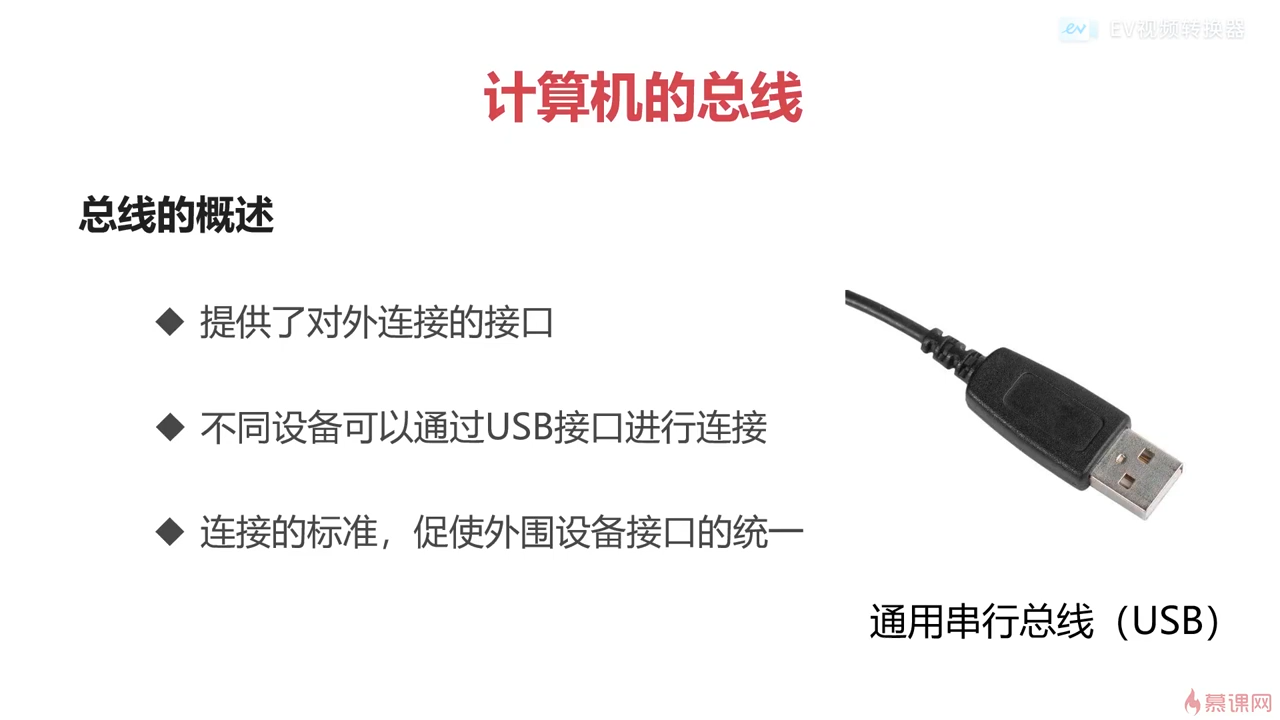 EV视频转换器
计算机的总线
总线的概述
◆ 提供了对外连接的接口
◆ 不同设备可以通过USB接口进行连接
◆ 连接的标准，促使外围设备接口的统一
通用串行总线（USB）
慕课网